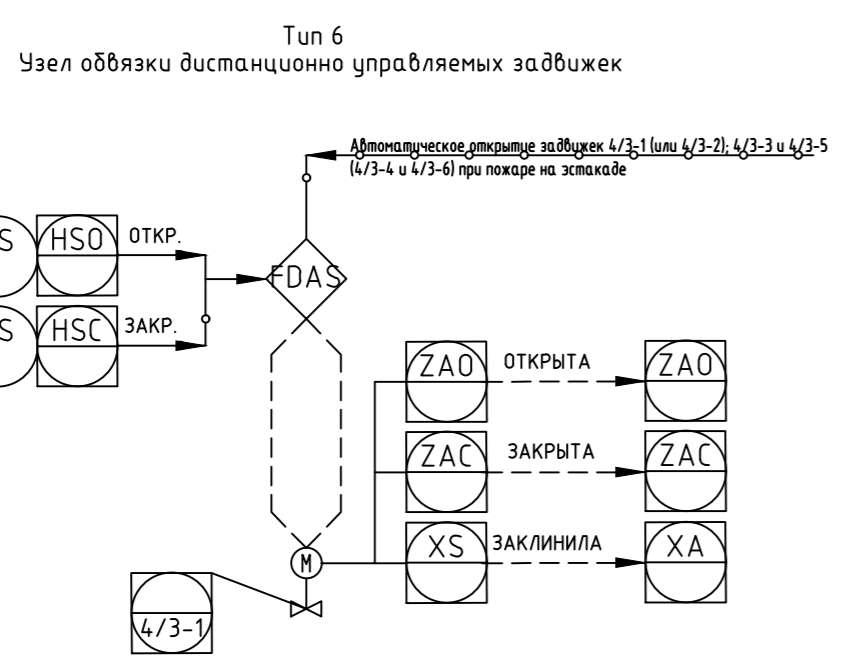 Тип 6
Узел обвязки дистанционно управляемых задвижек
Автоматическое открытие задвижек 4/3-1 (или 4/3-2); 4/3-3 и 4/3-5
(4/3-4 и 4/3-6) при пожаре на эстакаде
S
HSO
ОТКР.
FDAS
S
HSC
ЗАКР.
ZAO
ОТКРЫТА
ZAO
ZAC
ЗАКРЫТА
ZAC
XS
ЗАКЛИНИЛА
XA
М
4/3-1